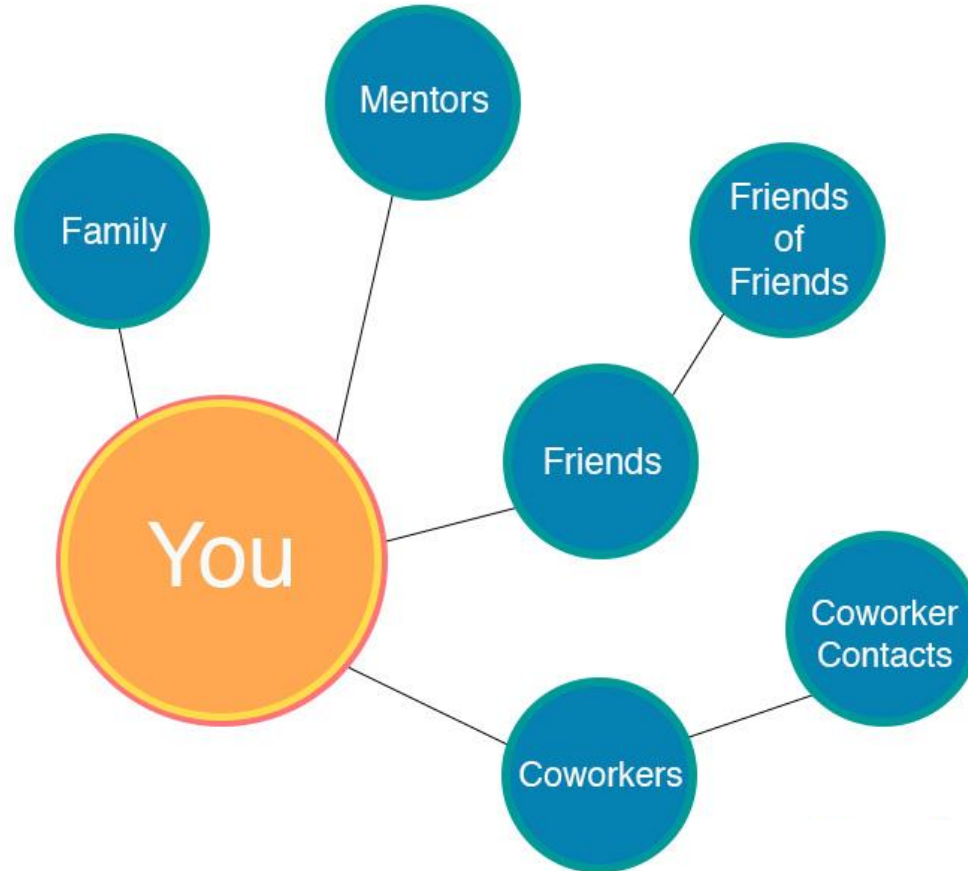 Mentors
Family
Friends
of
Friends
Friends
You
Coworker
Contacts
Coworkers